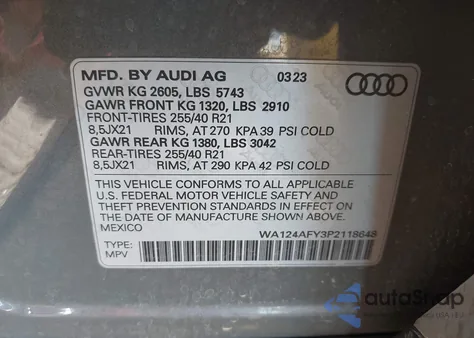 MFD. BY AUDI AG 03 23
GVWR KG 2605, LBS 5743
GAWR FRONT KG 1320, LBS 2910
FRONT-TIRES 255/40 R21
8,5JX21 RIMS, AT 270 KPA 39 PSI COLD
GAWR REAR KG 1380, LBS 3042
REAR-TIRES 255/40 R21
8,5JX21 RIMS, AT 290 KPA 42 PSI COLD
THIS VEHICLE CONFORMS TO ALL APPLICABLE
U.S. FEDERAL MOTOR VEHICLE SAFETY AND
THEFT PREVENTION STANDARDS IN EFFECT ON
THE DATE OF MANUFACTURE SHOWN ABOVE.
MEXICO
WA124AFY3P2118648
TYPE:
MPV
autoSnap